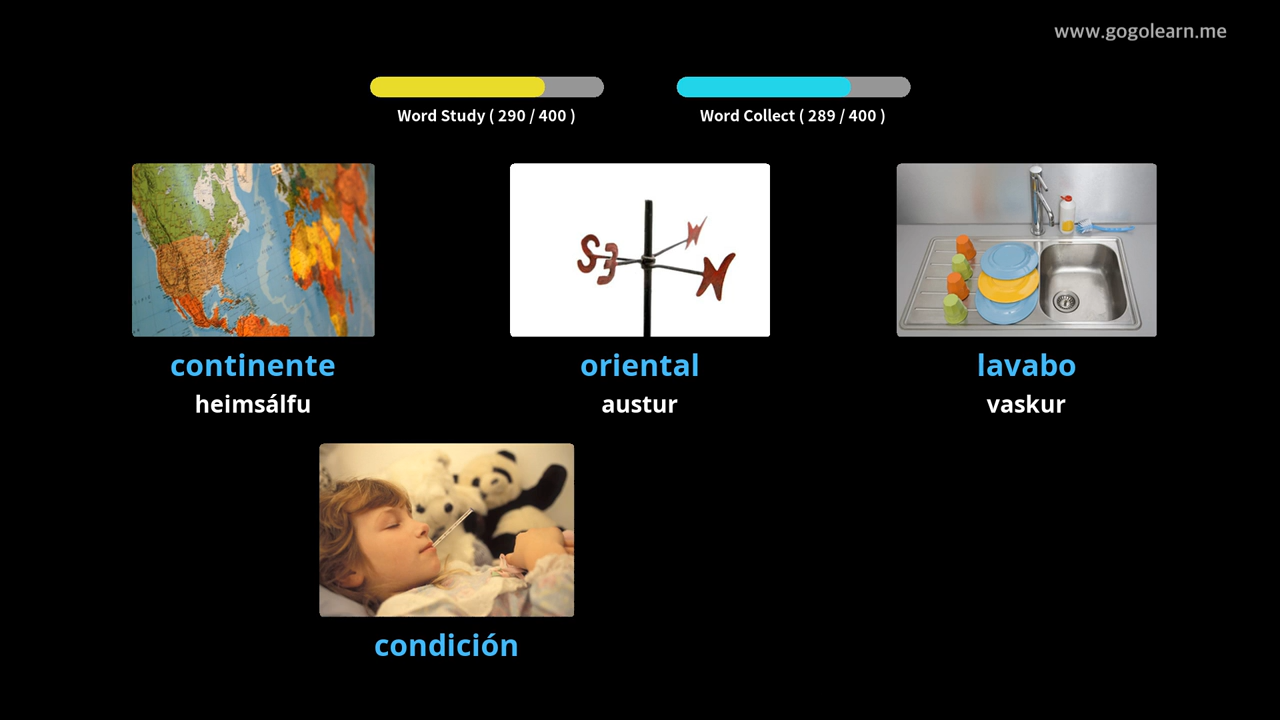 www.gogolearn.me
Word Study ( 290 / 400 )
Word Collect ( 289 / 400 )
continente
heimsálfu
oriental
austur
lavabo
vaskur
condición